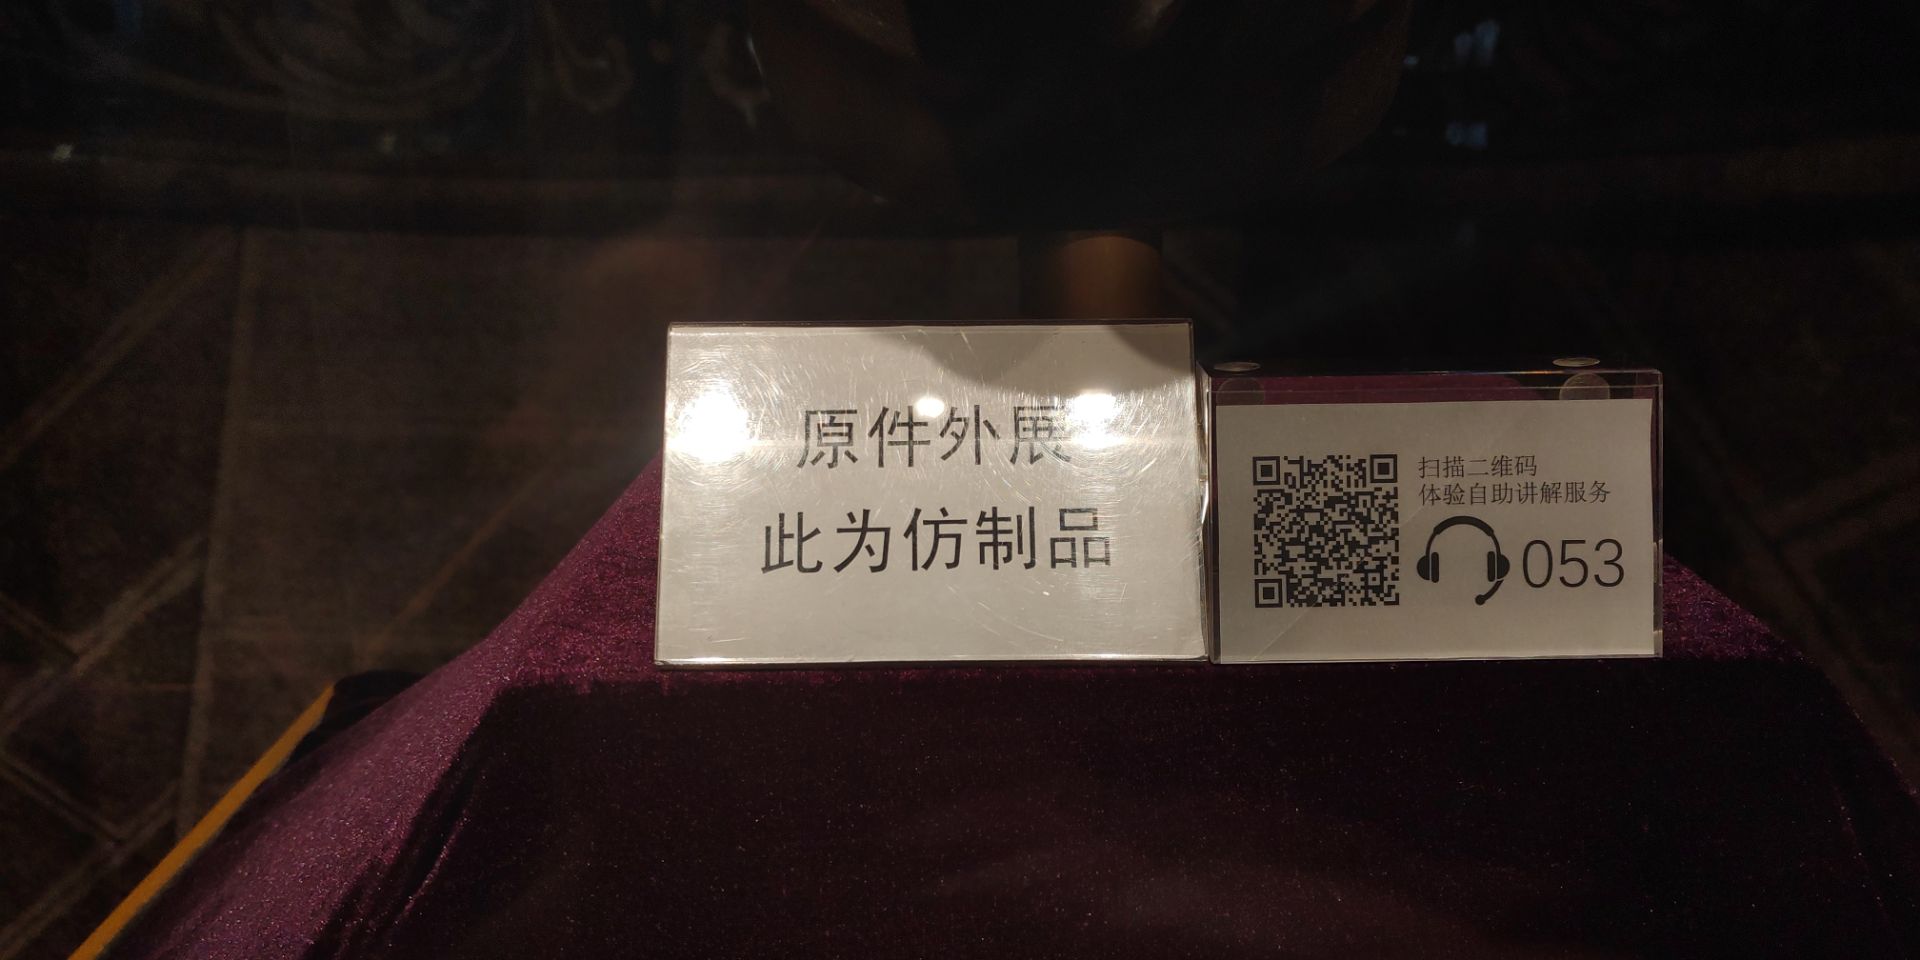 原件外展
此为仿制品
扫描二维码
体验自助讲解服务
053